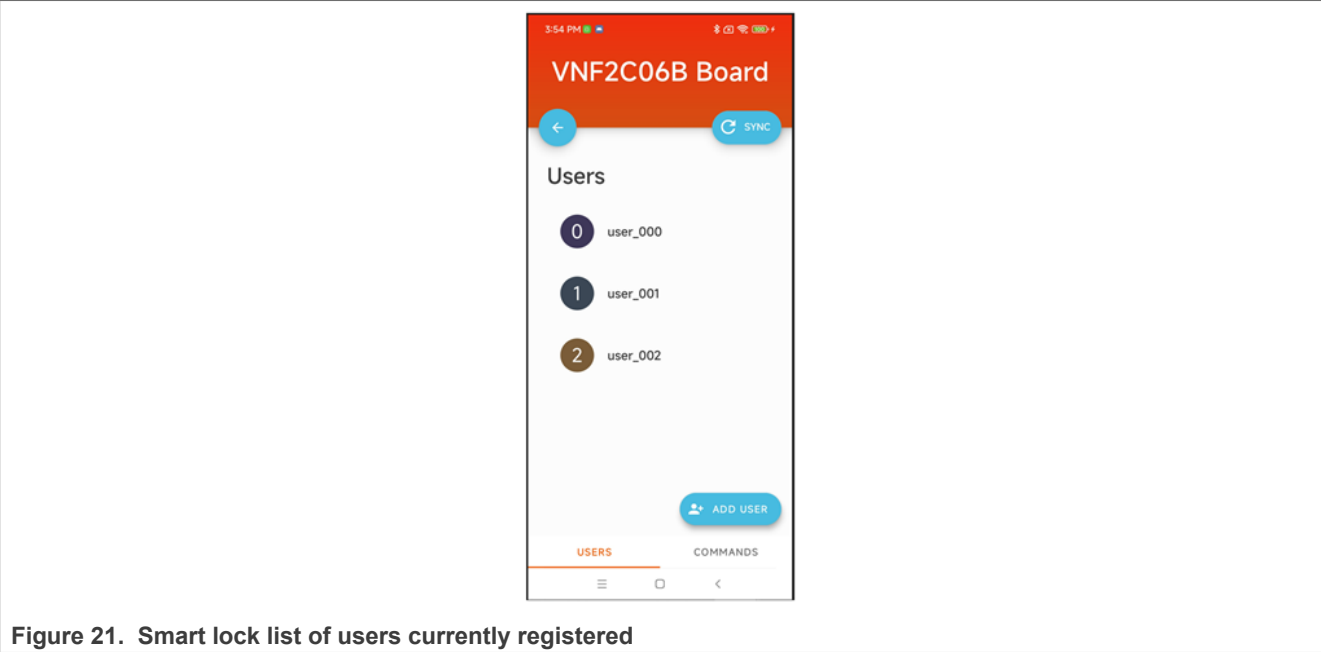 3:54 PM
100
VNF2C06B Board
SYNC
Users
0 user_000
1 user_001
2 user_002
ADD USER
USERS COMMANDS
Figure 21. Smart lock list of users currently registered